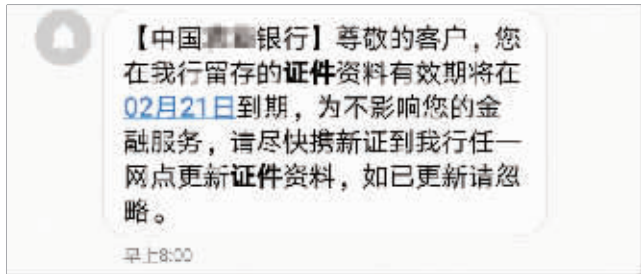 【中国银行】尊敬的客户，您
在我行留存的证件资料有效期将在
02月21日到期，为不影响您的金
融服务，请尽快携新证到我行任一
网点更新证件资料，如已更新请忽
略。
早上8:00